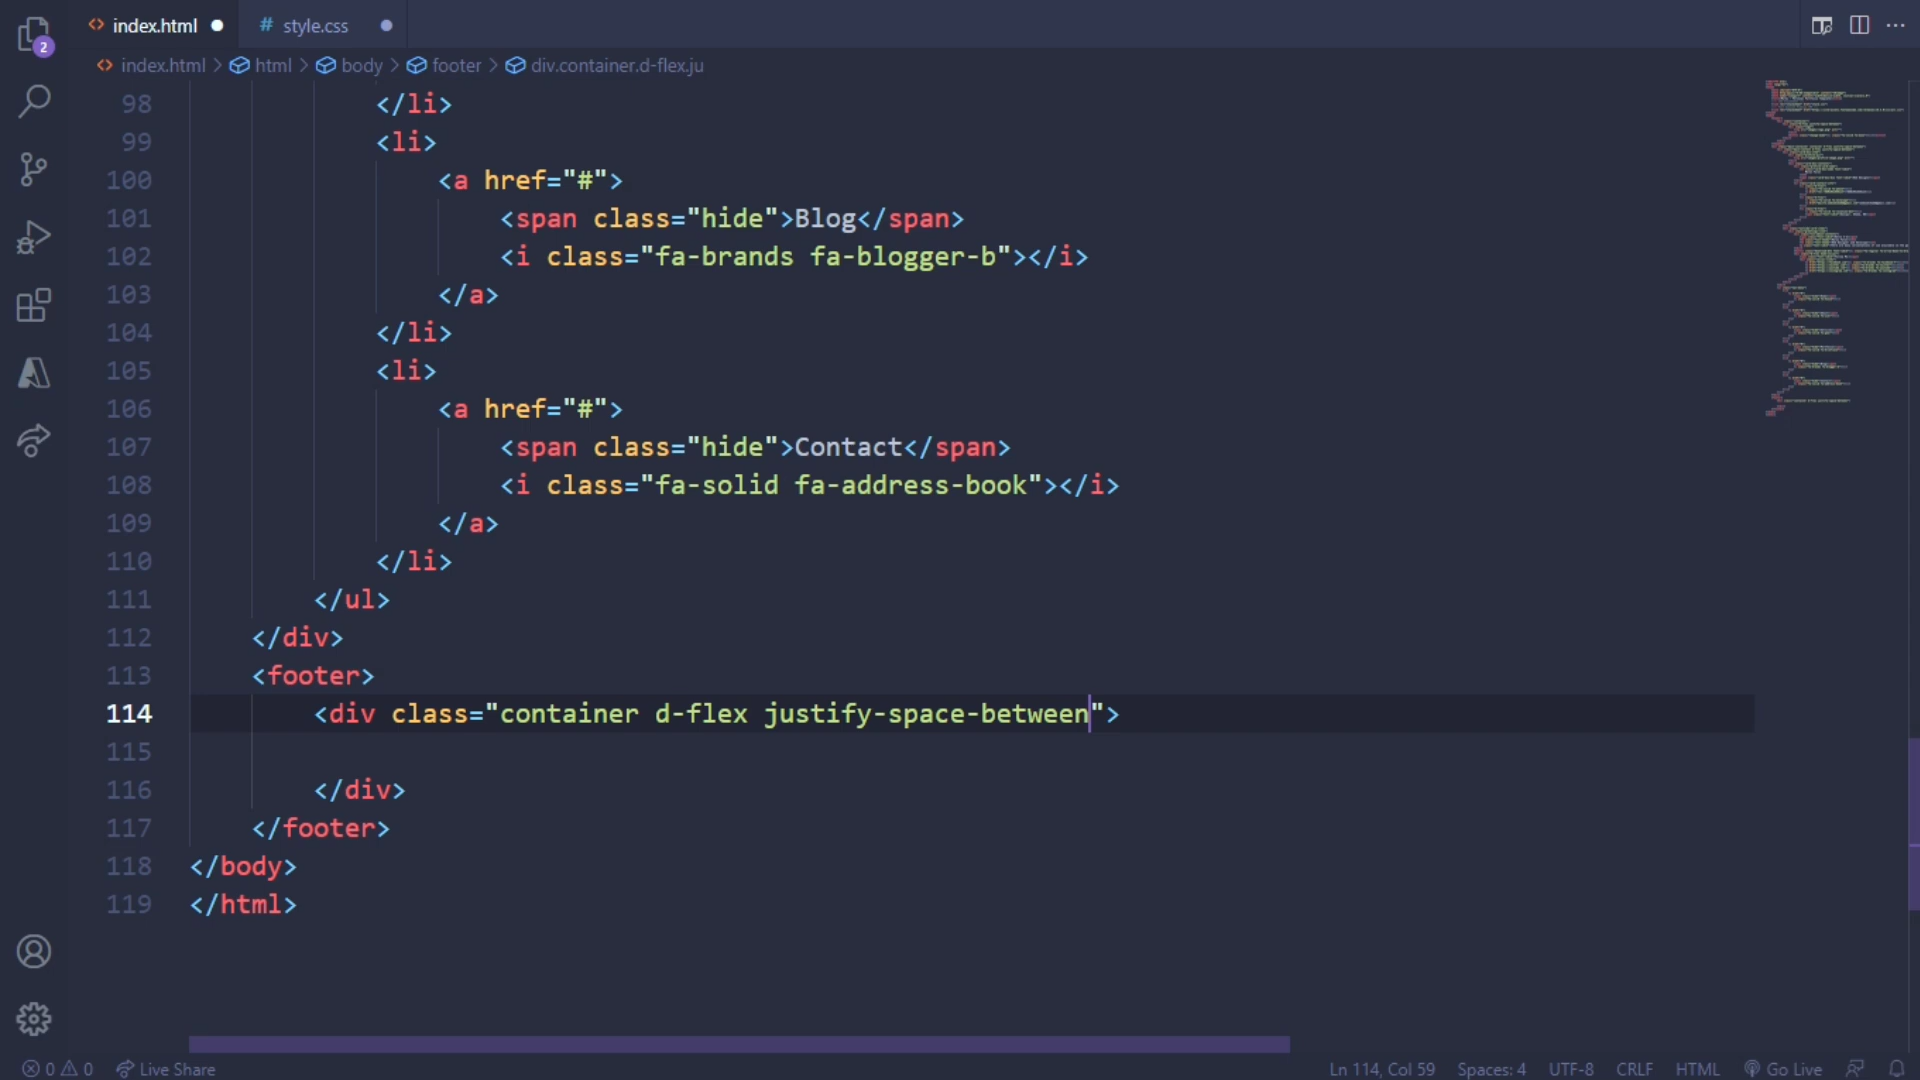 index.html
style.css
2
index.html > html > body > footer > div.container.d-flex.ju
98 </li>
99 <li>
100 <a href="#">
101 <span class="hide">Blog</span>
102 <i class="fa-brands fa-blogger-b"></i>
103 </a>
104 </li>
105 <li>
106 <a href="#">
107 <span class="hide">Contact</span>
108 <i class="fa-solid fa-address-book"></i>
109 </a>
110 </li>
111 </ul>
112 </div>
113 <footer>
114 <div class="container d-flex justify-space-between">
115
116 </div>
117 </footer>
118 </body>
119 </html>
0 0 Live Share Ln 114, Col 59 Spaces: 4 UTF-8 CRLF HTML Go Live